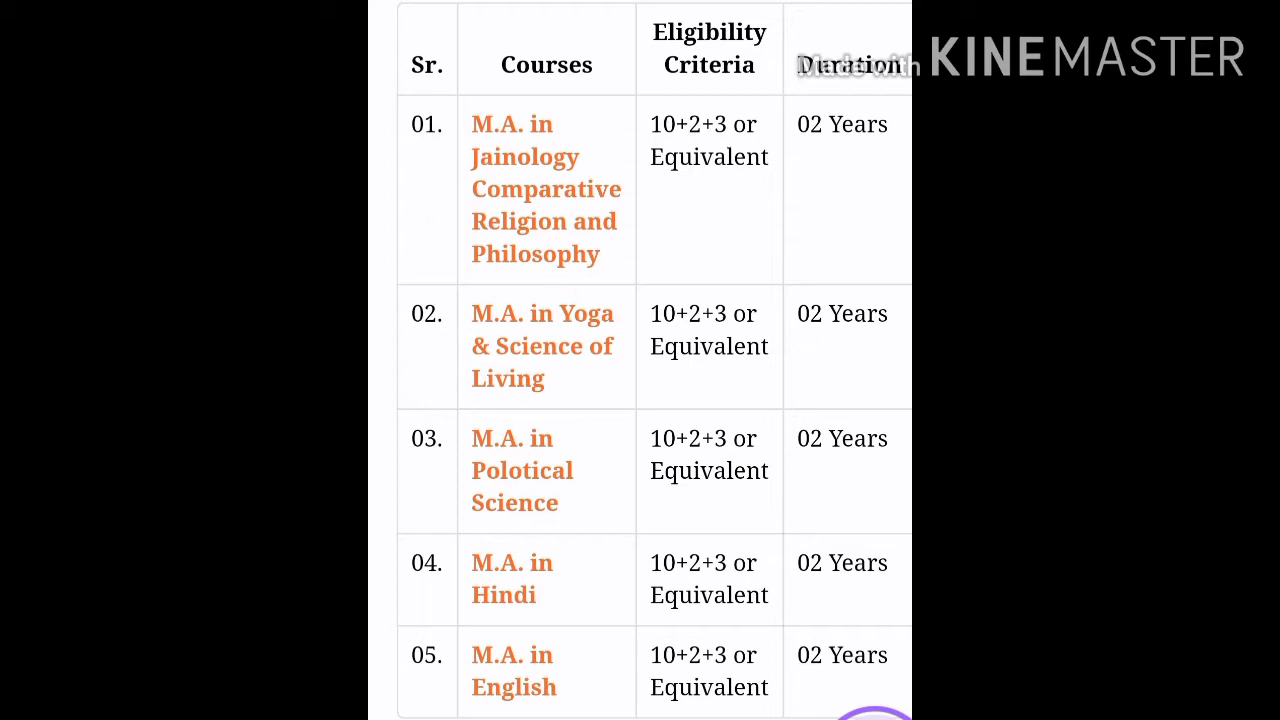 Sr.
Courses
Eligibility
Criteria
Duration
Made with KINEMASTER
01.
M.A. in
Jainology
Comparative
Religion and
Philosophy
10+2+3 or
Equivalent
02 Years
02.
M.A. in Yoga
& Science of
Living
10+2+3 or
Equivalent
02 Years
03.
M.A. in
Polotical
Science
10+2+3 or
Equivalent
02 Years
04.
M.A. in
Hindi
10+2+3 or
Equivalent
02 Years
05.
M.A. in
English
10+2+3 or
Equivalent
02 Years